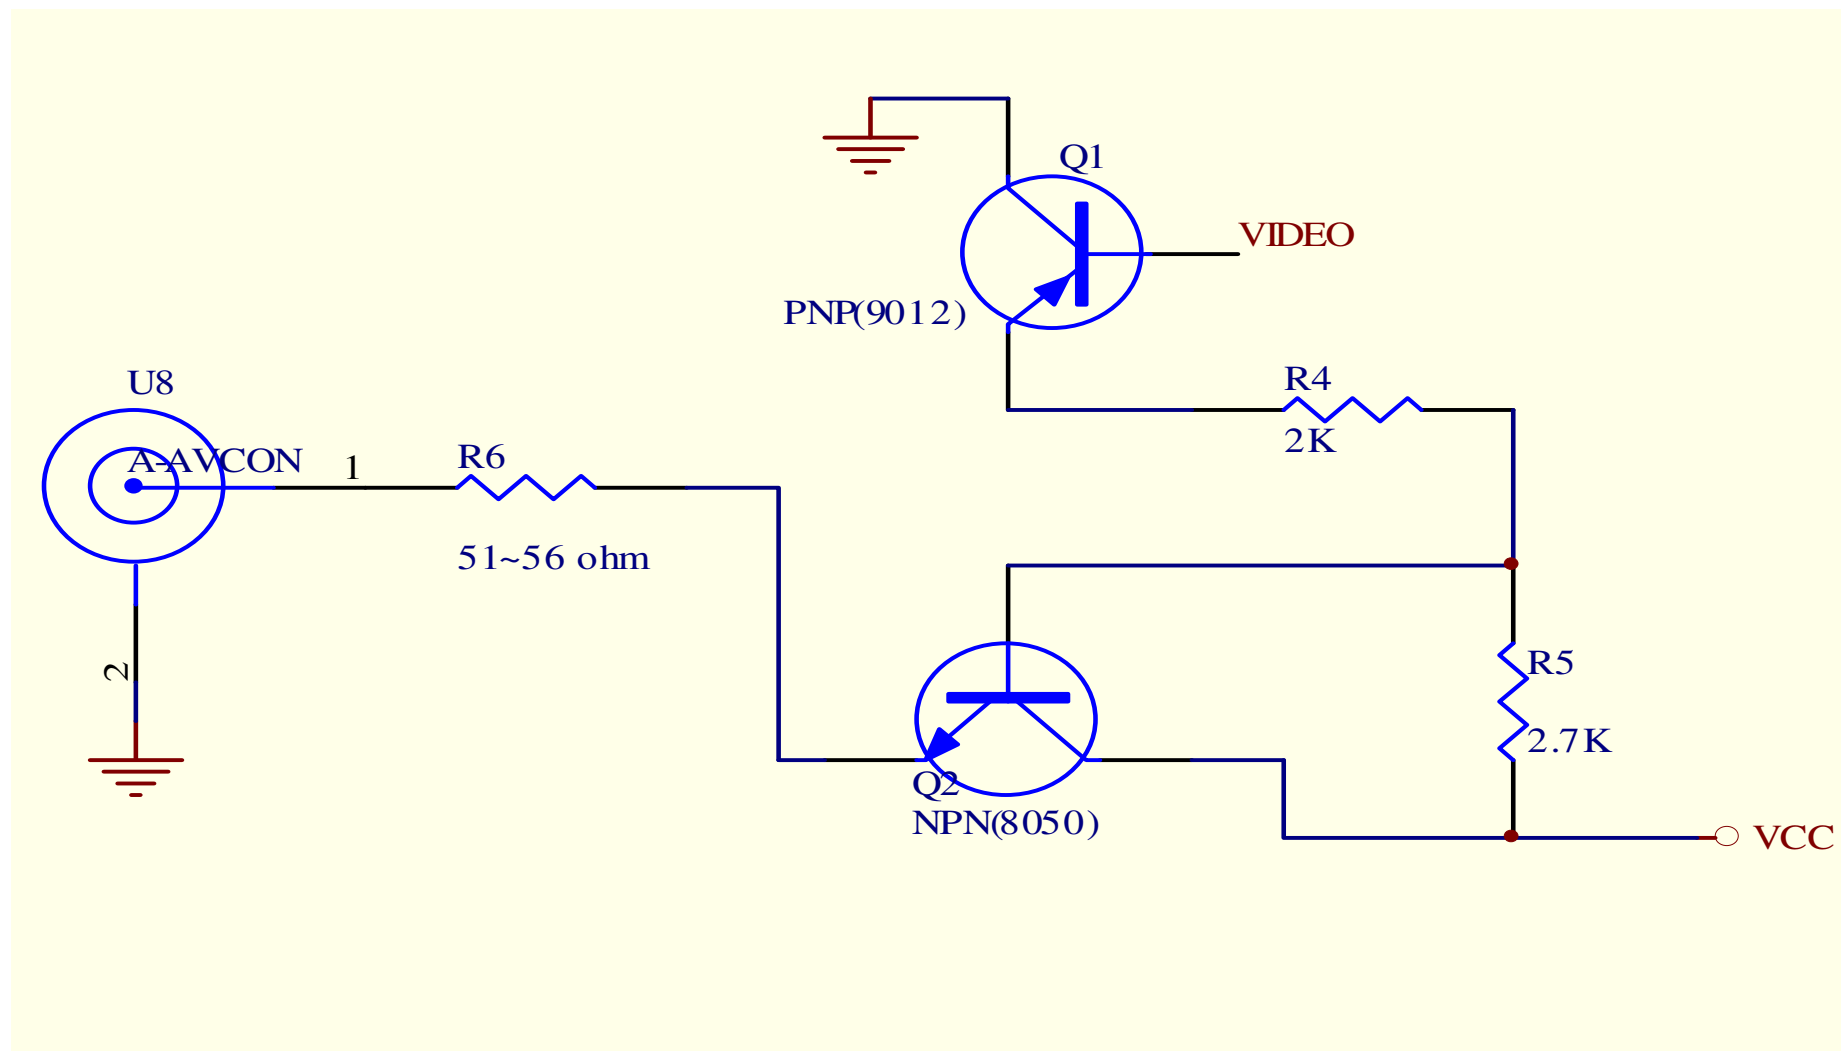 Q1
VIDEO
PNP(9012)
U8
R4
2K
A-AVCON
1
R6
51~56 ohm
2
R5
2.7K
Q2
NPN(8050)
VCC